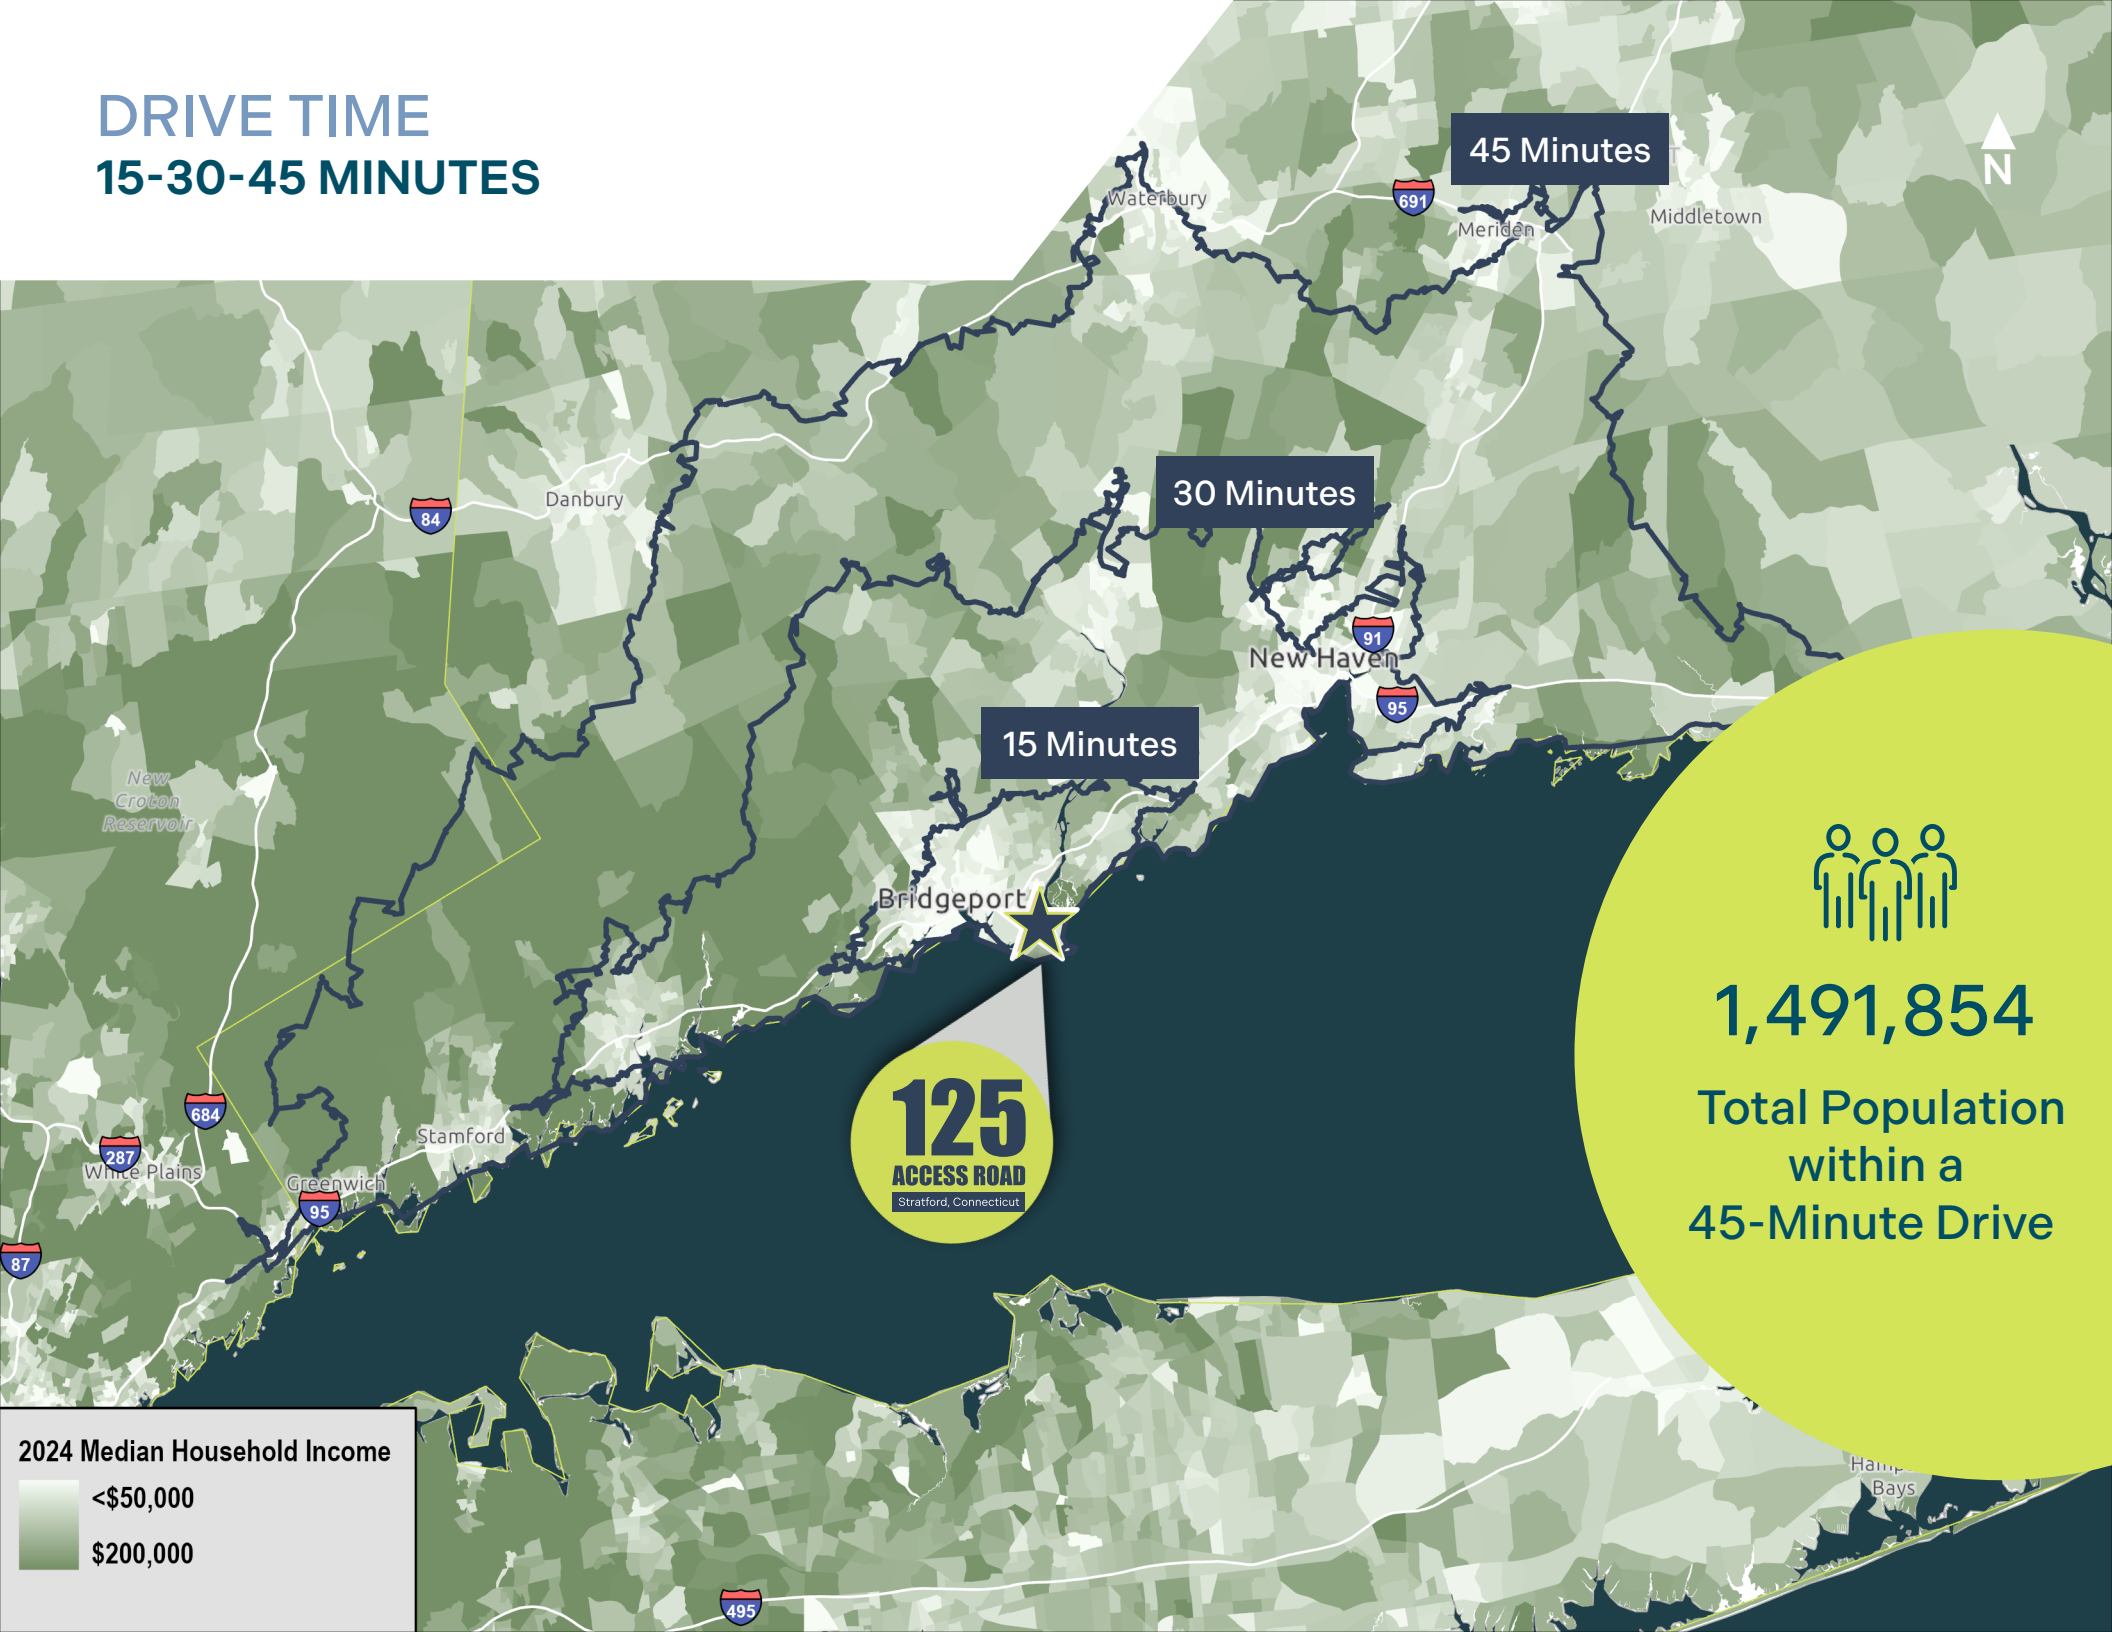 DRIVE TIME
15-30-45 MINUTES
45 Minutes
N
Waterbury
691
Meriden
Middletown
30 Minutes
Danbury
84
91
New Haven
95
15 Minutes
New
Croton
Reservoir
Bridgeport
1,491,854
Total Population
within a
45-Minute Drive
125
ACCESS ROAD
Stratford, Connecticut
684
Stamford
287
White Plains
Greenwich
95
87
2024 Median Household Income
<$50,000
$200,000
Bays
495